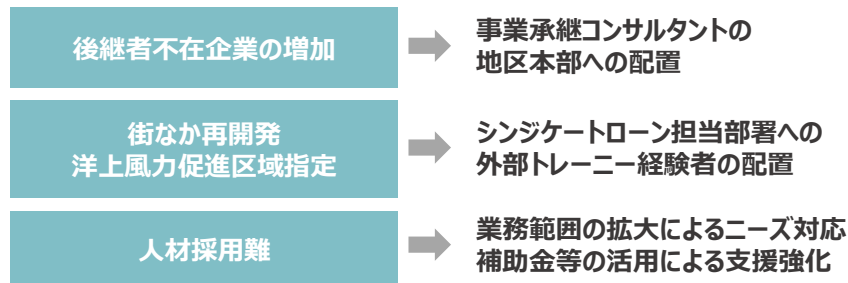 後継者不在企業の増加
事業承継コンサルタントの
地区本部への配置
街なか再開発
洋上風力促進区域指定
シンジケートローン担当部署への
外部トレーニー経験者の配置
人材採用難
業務範囲の拡大によるニーズ対応
補助金等の活用による支援強化